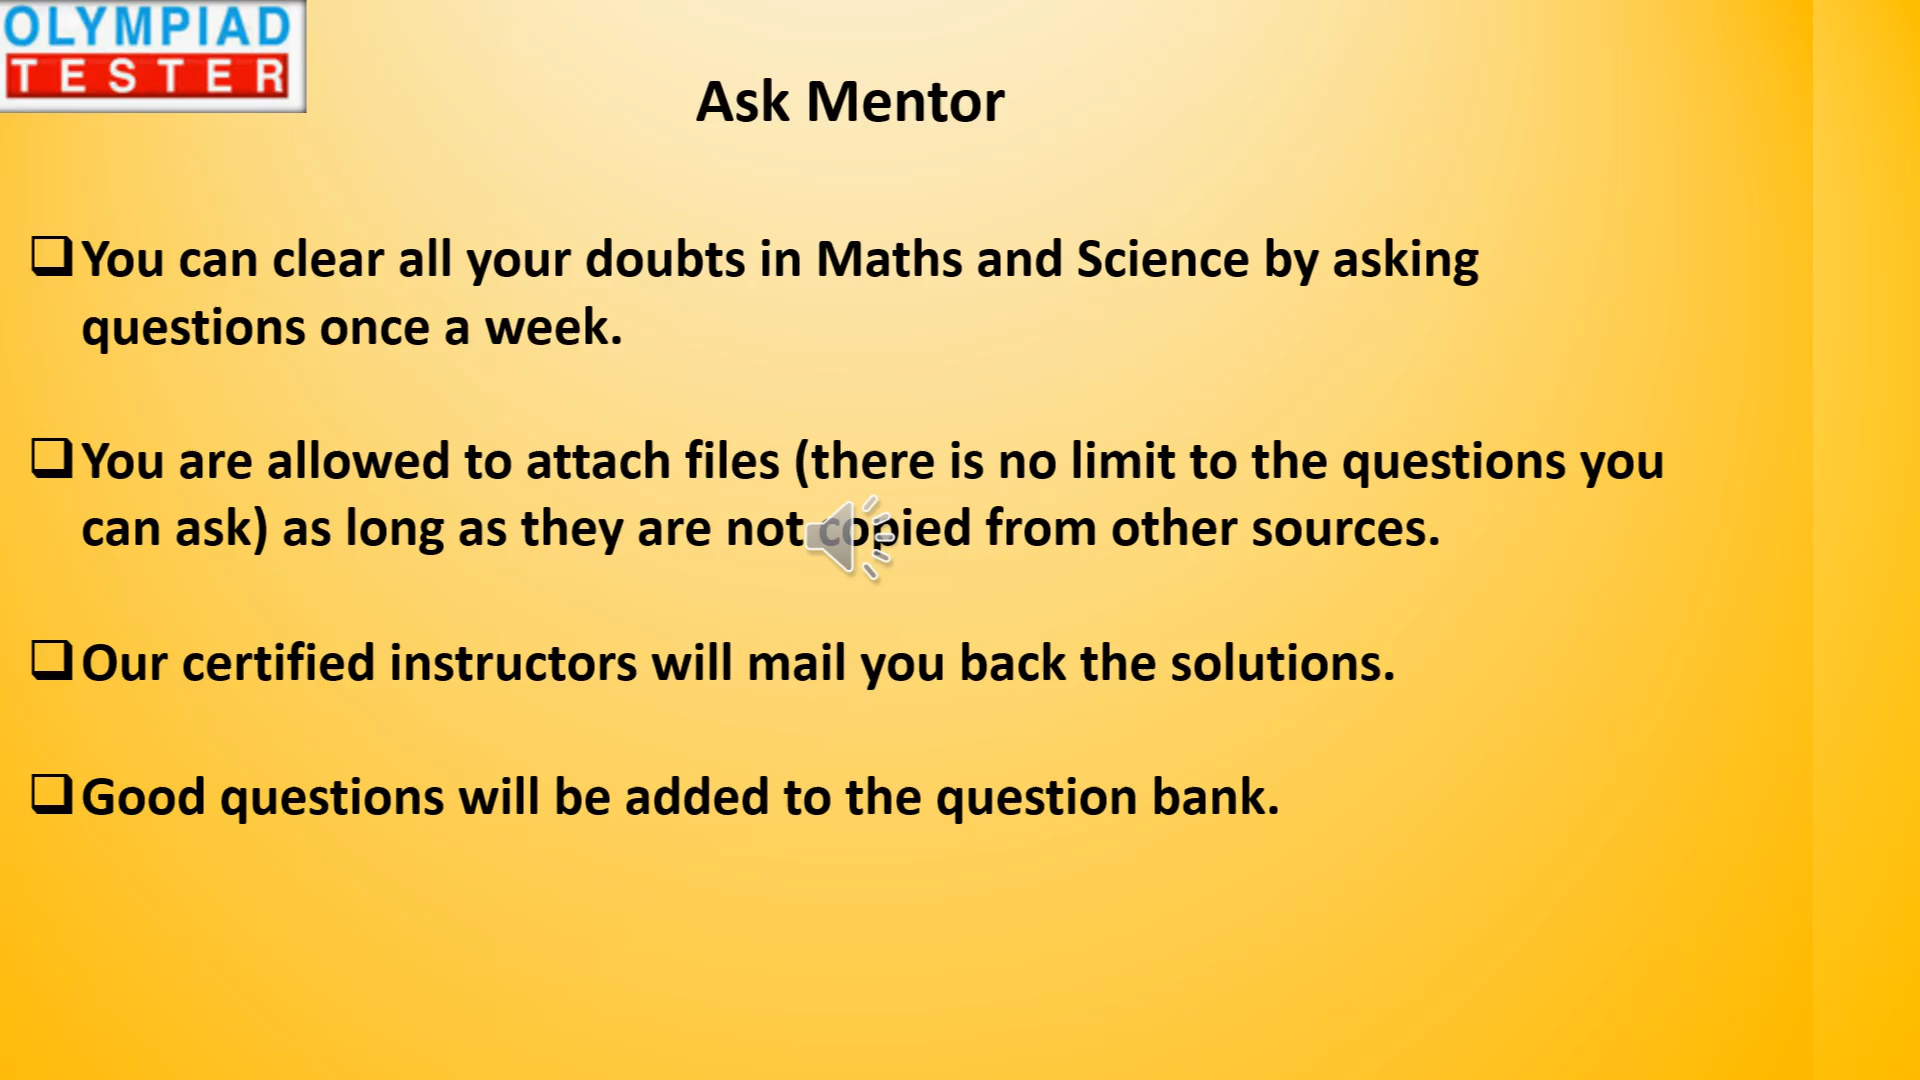 OLYMPIAD
TESTER
Ask Mentor
You can clear all your doubts in Maths and Science by asking
questions once a week.
You are allowed to attach files (there is no limit to the questions you
can ask) as long as they are not copied from other sources.
Our certified instructors will mail you back the solutions.
Good questions will be added to the question bank.